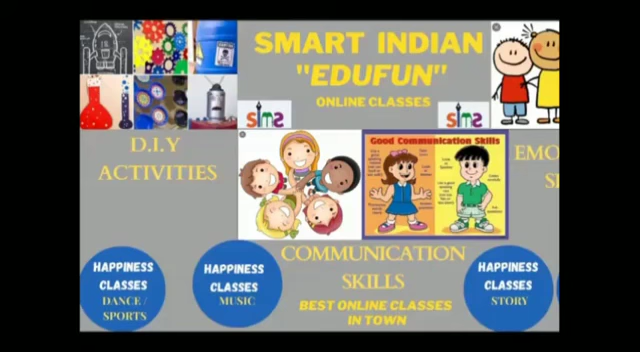 SMART INDIAN
"EDUFUN"
ONLINE CLASSES
sims
sims
D.I.Y
ACTIVITIES
Good Communication Skills
EMO
S
COMMUNICATION
SKILLS
BEST ONLINE CLASSES
IN TOWN
HAPPINESS
CLASSES
DANCE /
SPORTS
HAPPINESS
CLASSES
MUSIC
HAPPINESS
CLASSES
STORY